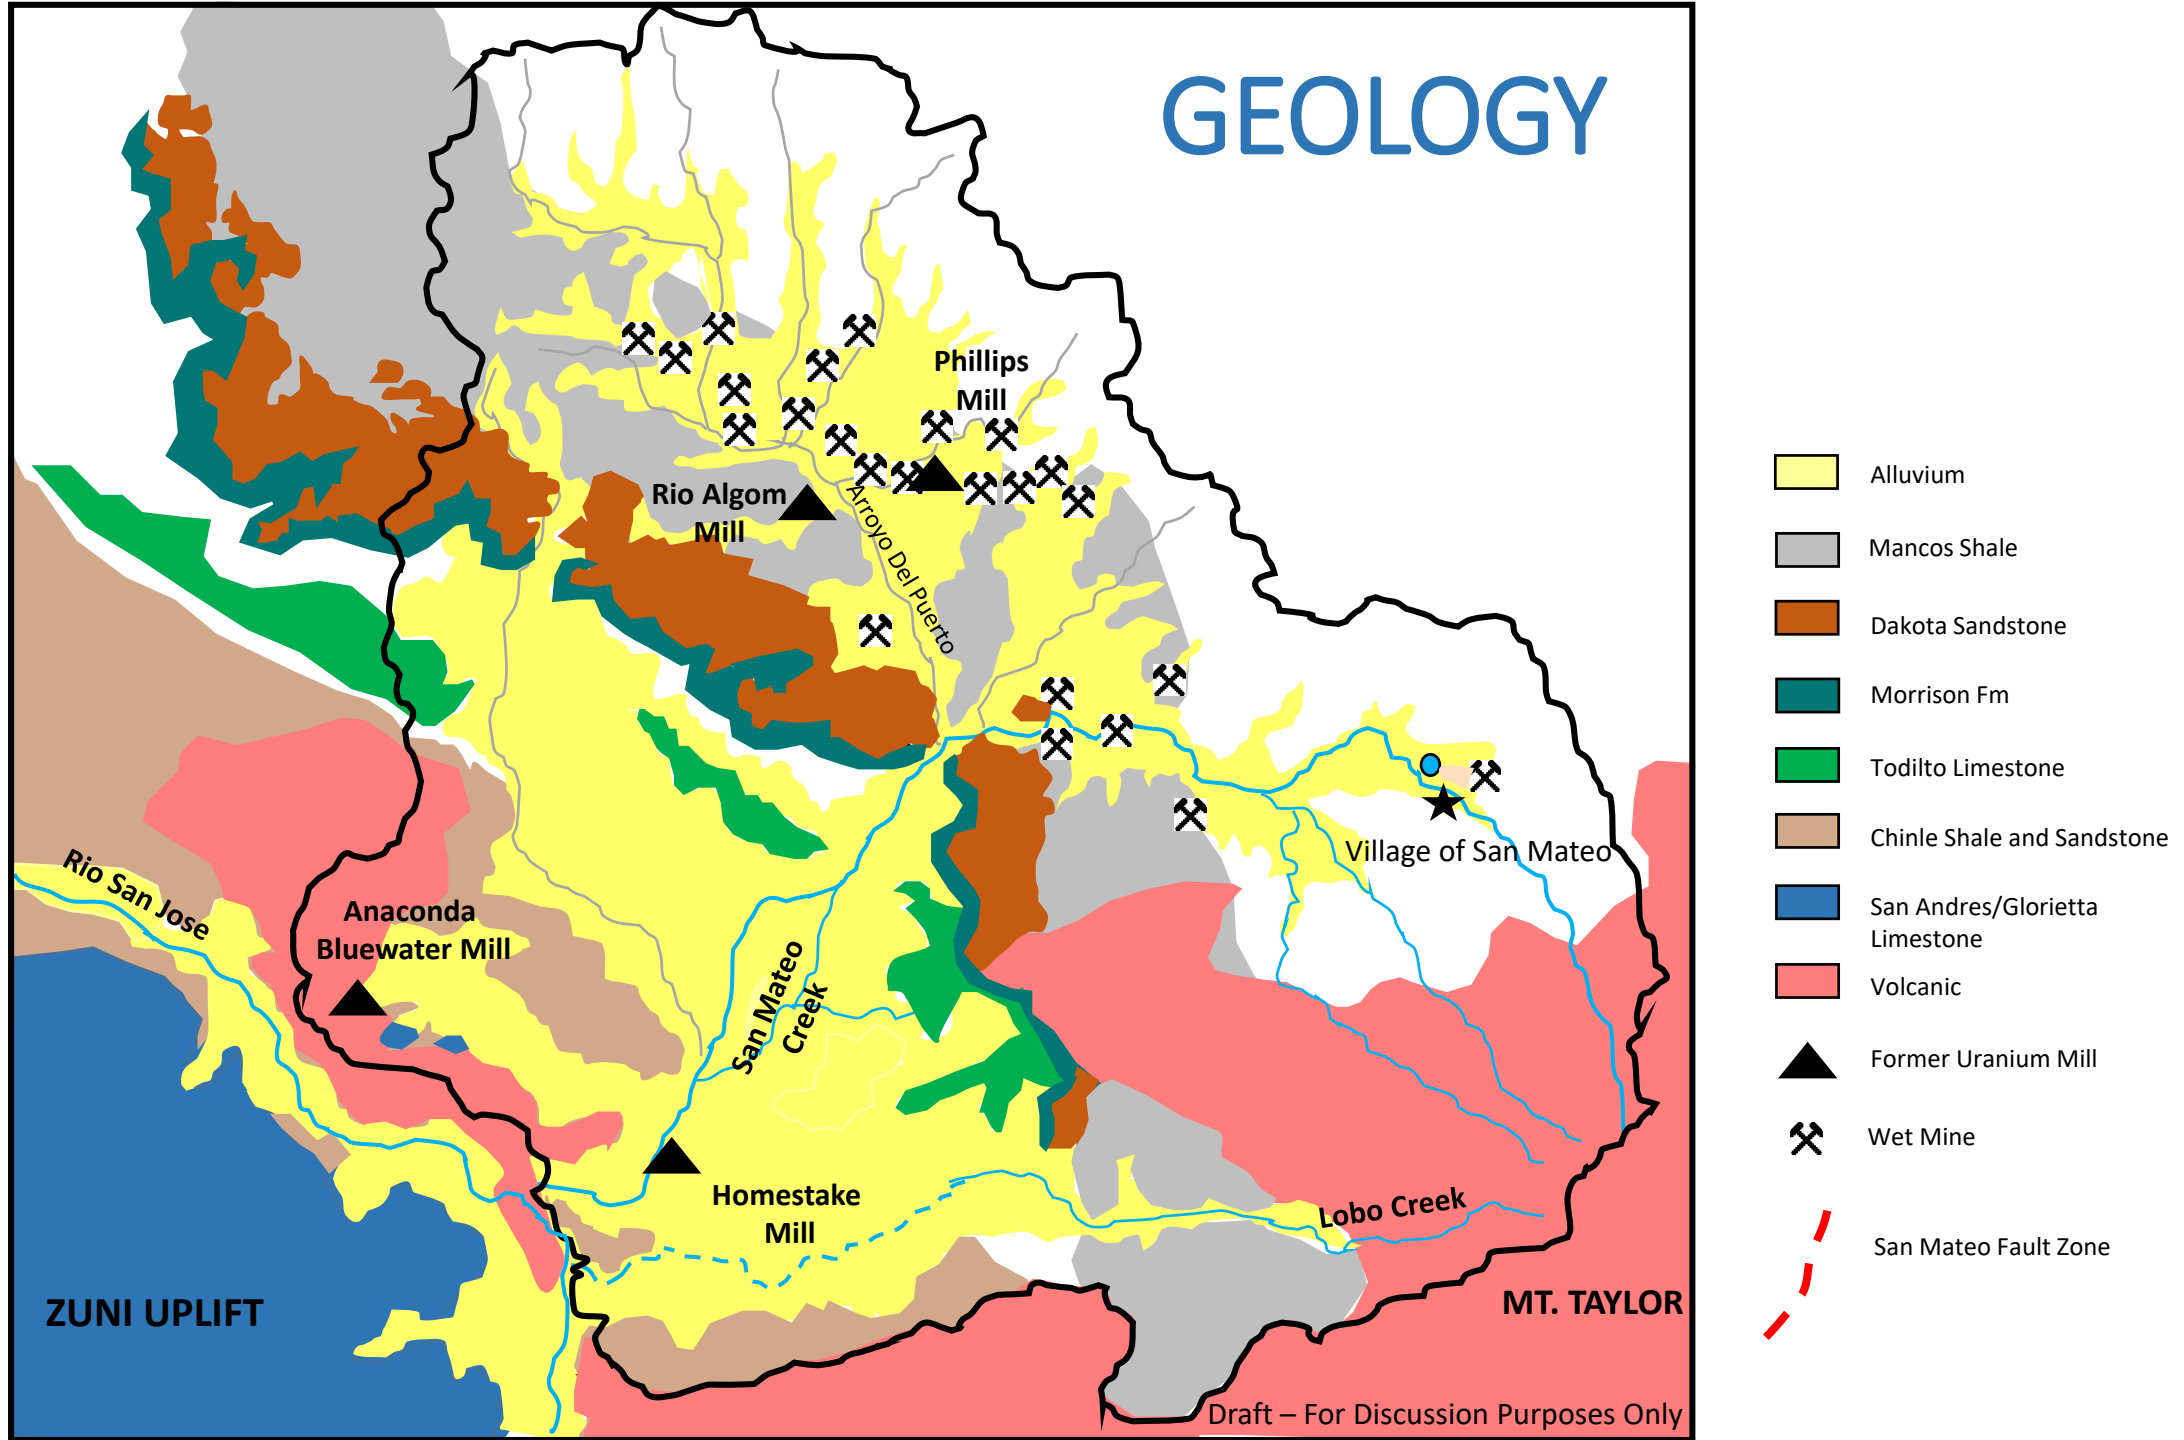 GEOLOGY
Phillips
Mill
Rio Algom
Mill
Arroyo Del Puerto
Village of San Mateo
Rio San Jose
Anaconda
Bluewater Mill
San Mateo
Creek
Homestake
Mill
Lobo Creek
ZUNI UPLIFT
MT. TAYLOR
Draft – For Discussion Purposes Only
Alluvium
Mancos Shale
Dakota Sandstone
Morrison Fm
Todilto Limestone
Chinle Shale and Sandstone
San Andres/Glorietta
Limestone
Volcanic
Former Uranium Mill
Wet Mine
San Mateo Fault Zone